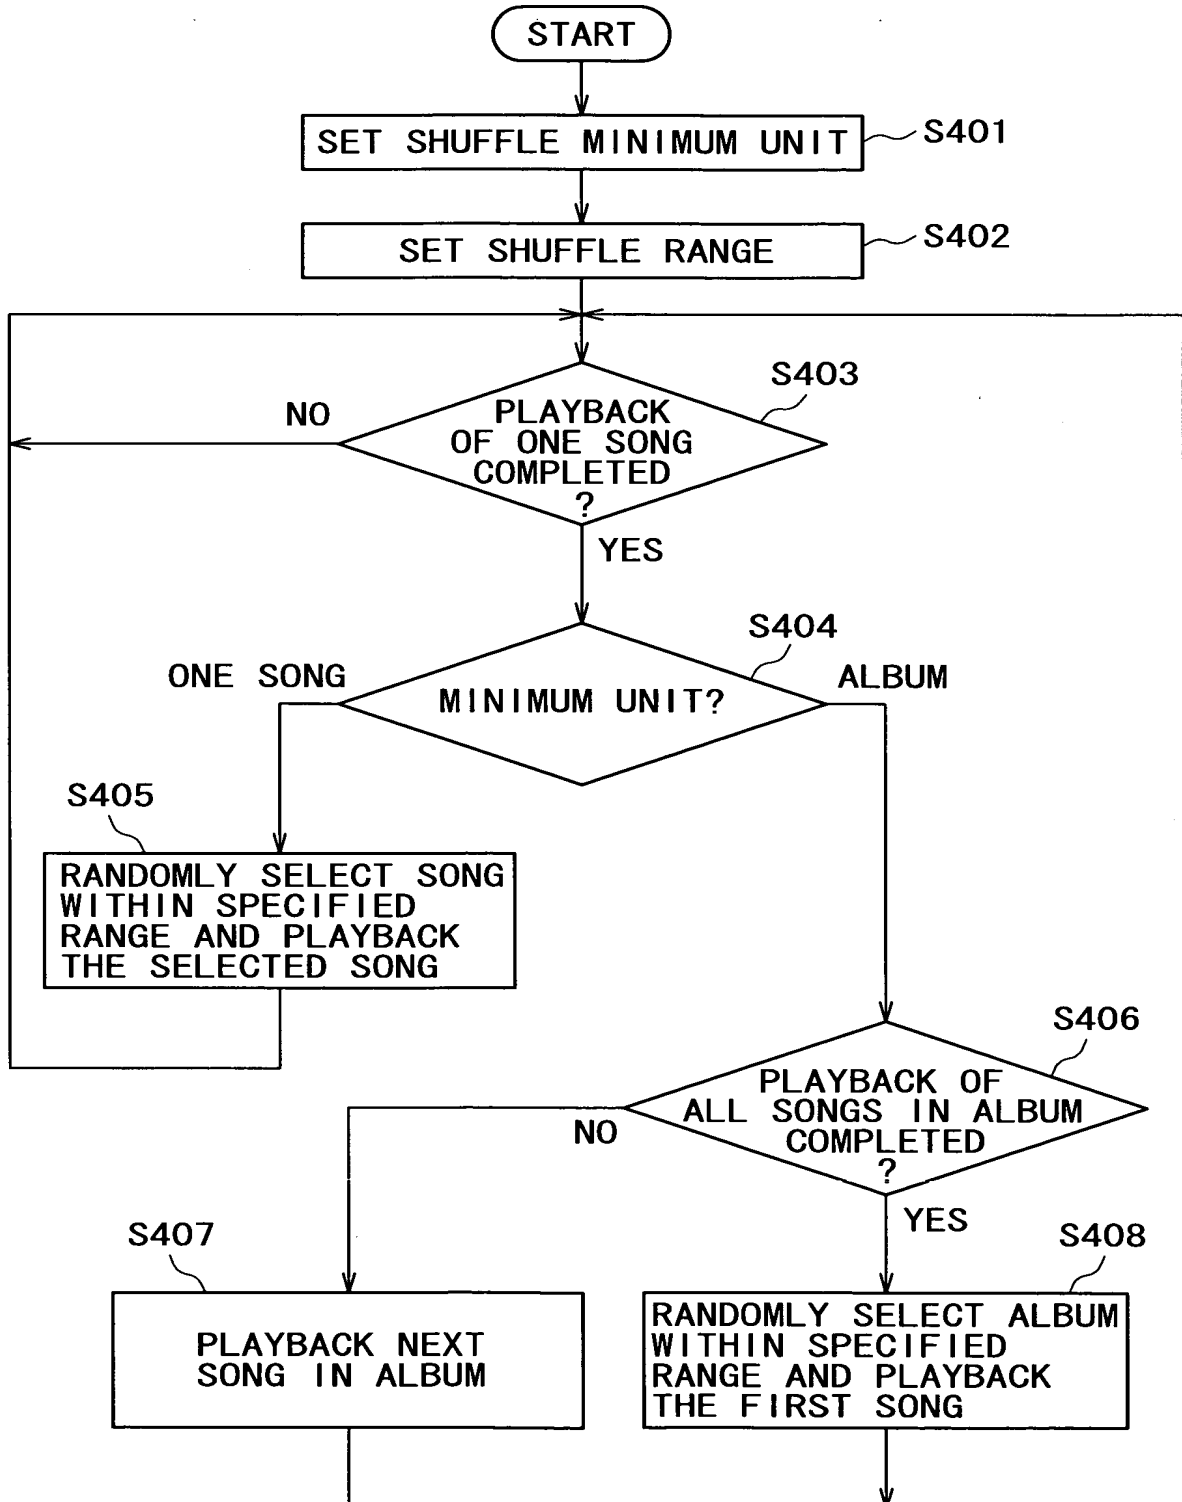 START
SET SHUFFLE MINIMUM UNIT
S401
SET SHUFFLE RANGE
S402
S403
NO
PLAYBACK
OF ONE SONG
COMPLETED
?
YES
S404
ONE SONG
MINIMUM UNIT?
ALBUM
S405
RANDOMLY SELECT SONG
WITHIN SPECIFIED
RANGE AND PLAYBACK
THE SELECTED SONG
S406
PLAYBACK OF
ALL SONGS IN ALBUM
COMPLETED
?
NO
YES
S407
PLAYBACK NEXT
SONG IN ALBUM
S408
RANDOMLY SELECT ALBUM
WITHIN SPECIFIED
RANGE AND PLAYBACK
THE FIRST SONG